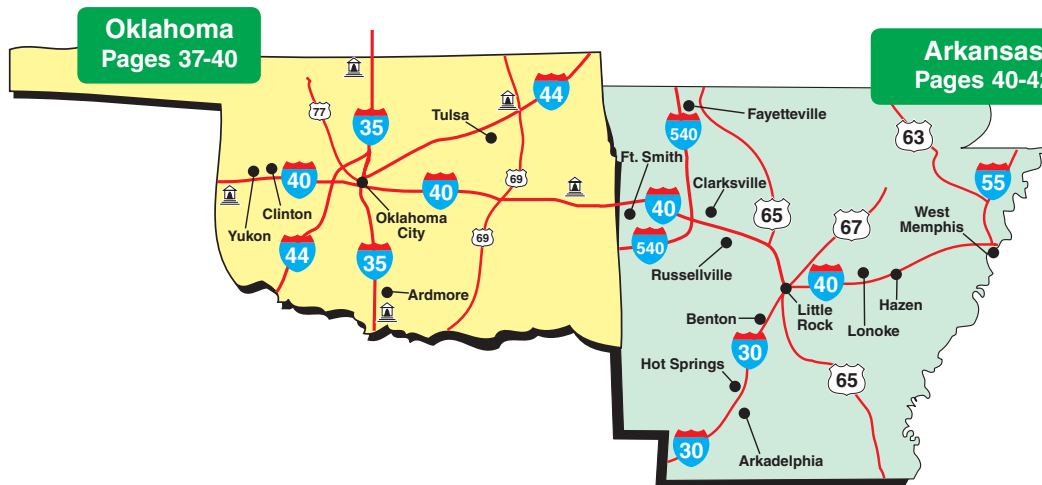 Oklahoma
Pages 37-40
Arkansas
Pages 40-42
77
35
44
Tulsa
69
40
40
Clinton
Yukon
Oklahoma
City
69
44
35
Ardmore
540
Fayetteville
63
Ft. Smith
Clarksville
40
65
55
67
West
Memphis
540
Russellville
40
Little
Rock
Hazen
Lonoke
Benton
30
Hot Springs
65
30
Arkadelphia